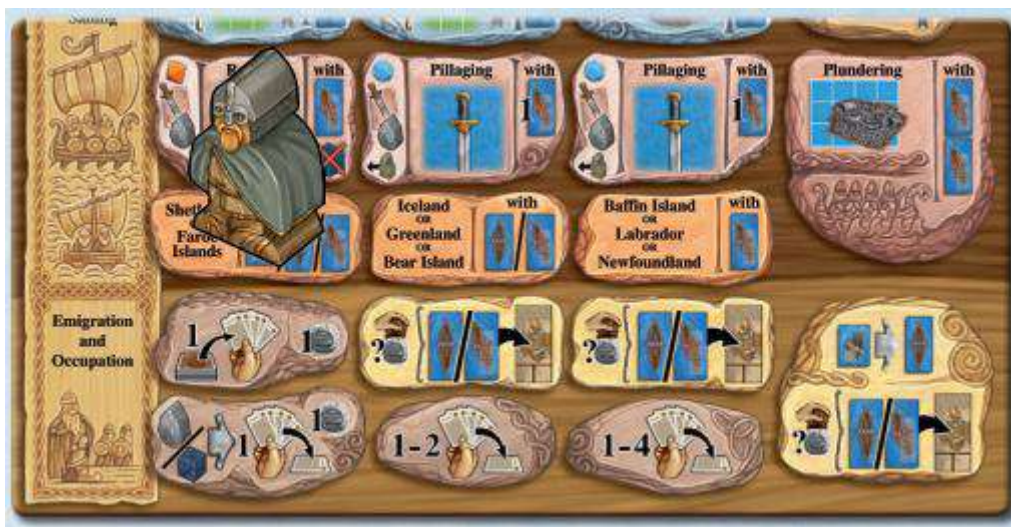 with
Pillaging
with
1
Pillaging
with
1
Plundering
with
Faroe
Islands
Iceland
OR
Greenland
OR
Bear Island
with
Baffin Island
OR
Labrador
OR
Newfoundland
with
Emigration
and
Occupation
1
1
?
?
?
1
1
1-2
1-4